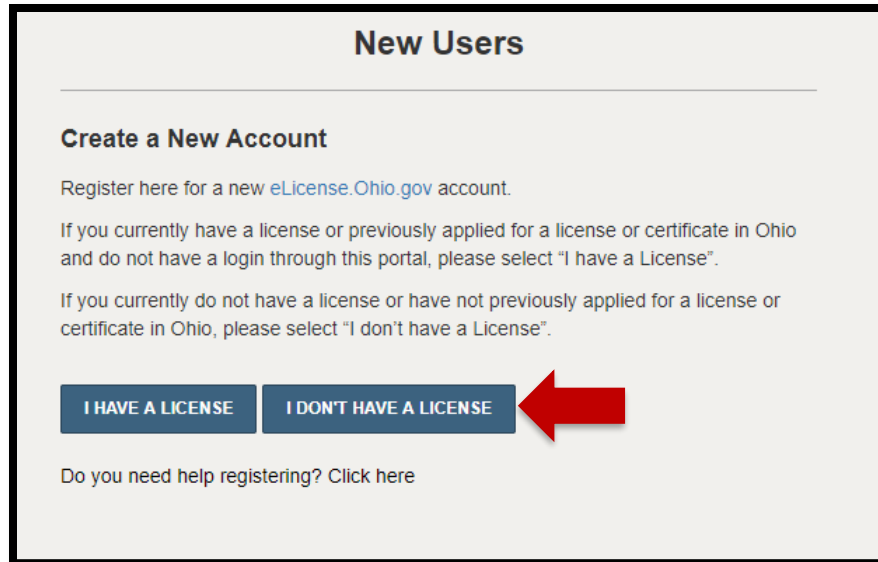 New Users
Create a New Account
Register here for a new eLicense.Ohio.gov account.
If you currently have a license or previously applied for a license or certificate in Ohio
and do not have a login through this portal, please select “I have a License”.
If you currently do not have a license or have not previously applied for a license or
certificate in Ohio, please select “I don’t have a License”.
I HAVE A LICENSE I DON'T HAVE A LICENSE
Do you need help registering? Click here